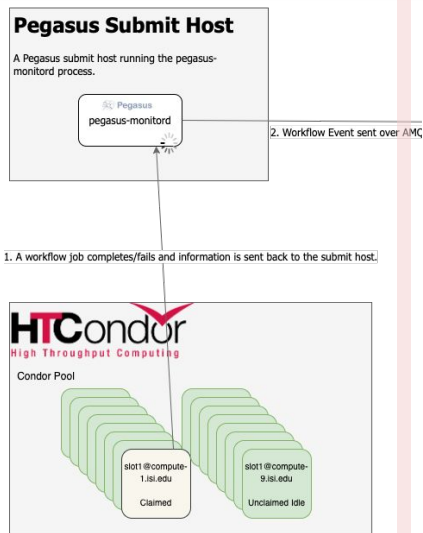 Pegasus Submit Host
A Pegasus submit host running the pegasus-
monitord process.
Pegasus
pegasus-monitord
2. Workflow Event sent over AMQ
1. A workflow job completes/fails and information is sent back to the submit host.
HTCondor
High Throughput Computing
Condor Pool
slot1@compute-
1.isi.edu
Claimed
slot1@compute-
9.isi.edu
Unclaimed Idle